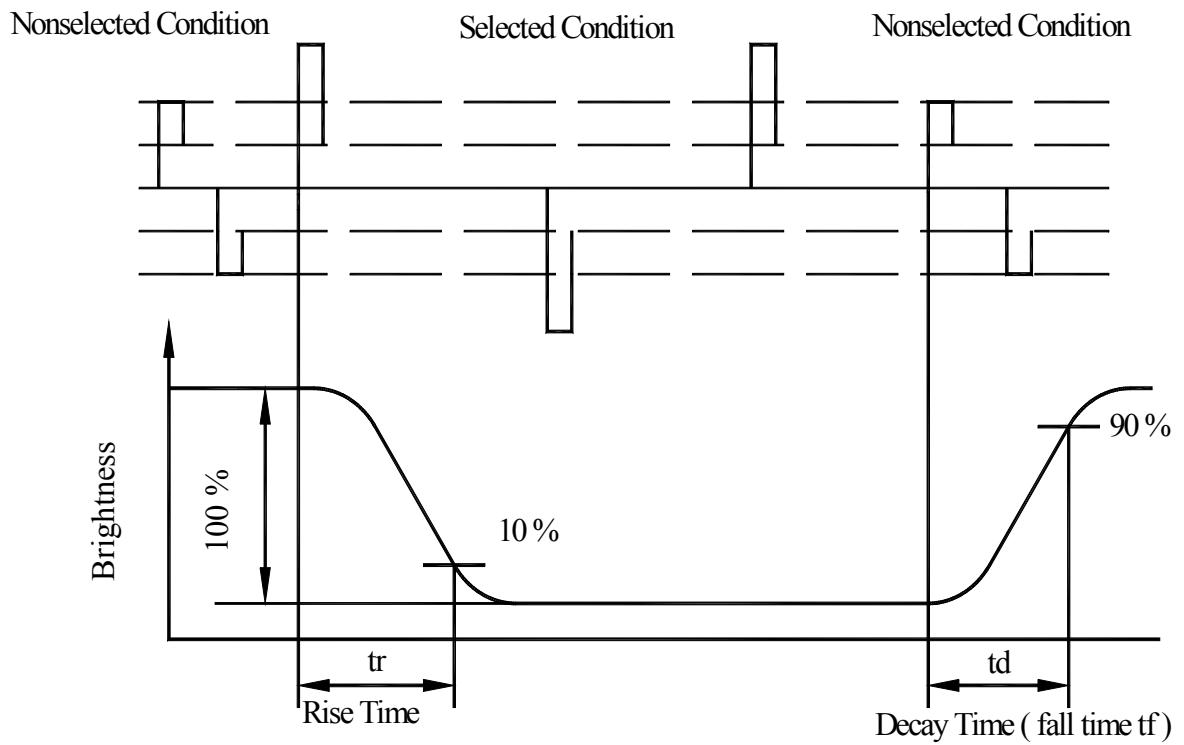 Nonselected Condition
Selected Condition
Nonselected Condition
Brightness
100 %
10 %
90 %
tr
Rise Time
td
Decay Time ( fall time tf )